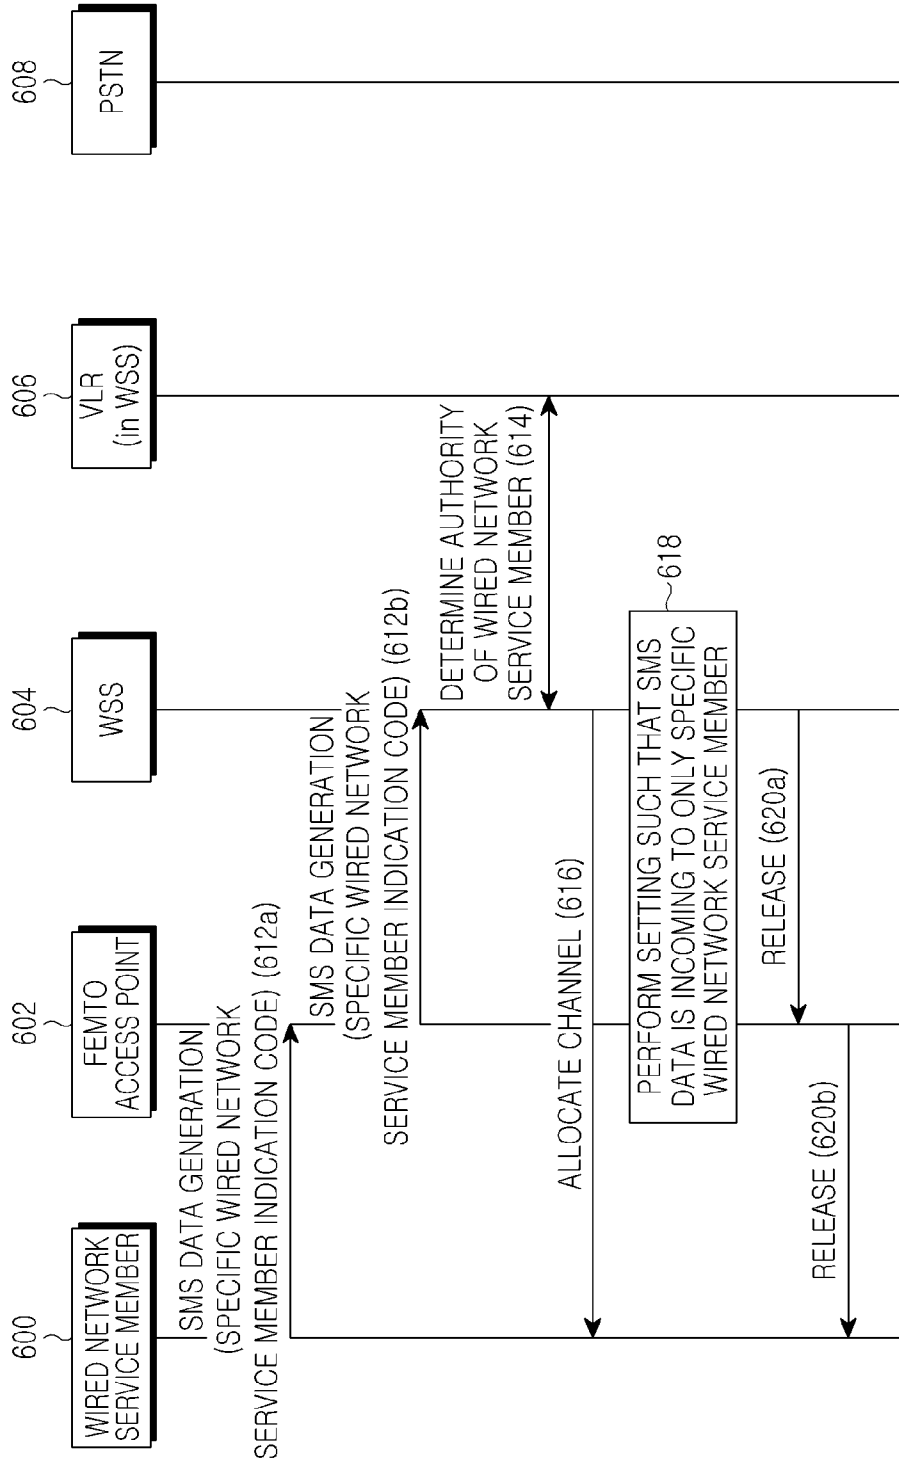 600
WIRED NETWORK
SERVICE MEMBER
602
FEMTO
ACCESS POINT
604
WSS
606
VLR
(in WSS)
608
PSTN
SMS DATA GENERATION
(SPECIFIC WIRED NETWORK
SERVICE MEMBER INDICATION CODE) (612a)
SMS DATA GENERATION
(SPECIFIC WIRED NETWORK
SERVICE MEMBER INDICATION CODE) (612b)
DETERMINE AUTHORITY
OF WIRED NETWORK
SERVICE MEMBER (614)
ALLOCATE CHANNEL (616)
PERFORM SETTING SUCH THAT SMS
DATA IS INCOMING TO ONLY SPECIFIC
WIRED NETWORK SERVICE MEMBER
618
RELEASE (620a)
RELEASE (620b)